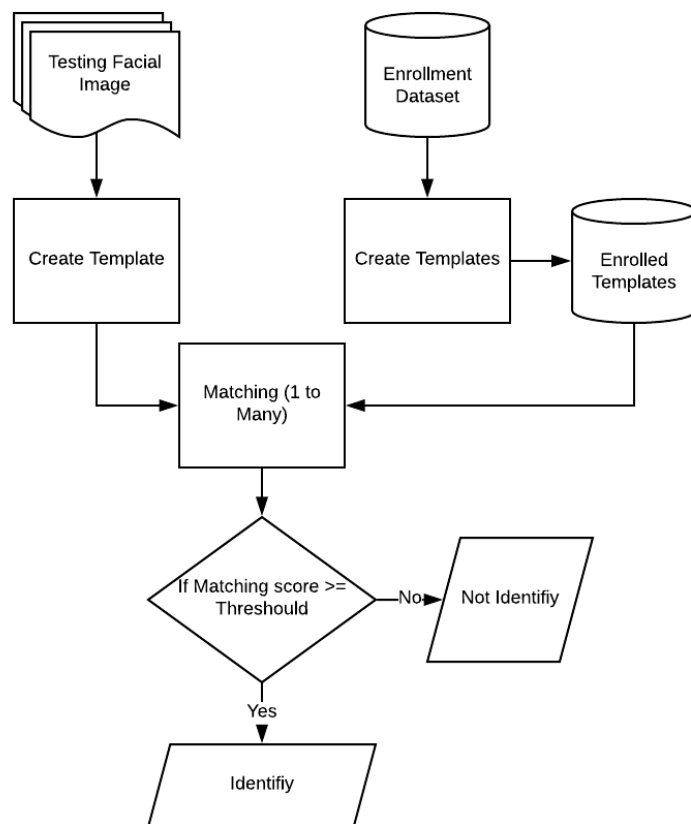 Testing Facial
Image
Enrollment
Dataset
Create Template
Create Templates
Enrolled
Templates
Matching (1 to
Many)
If Matching score >=
Threshould
No
Not Identifiy
Yes
Identifiy